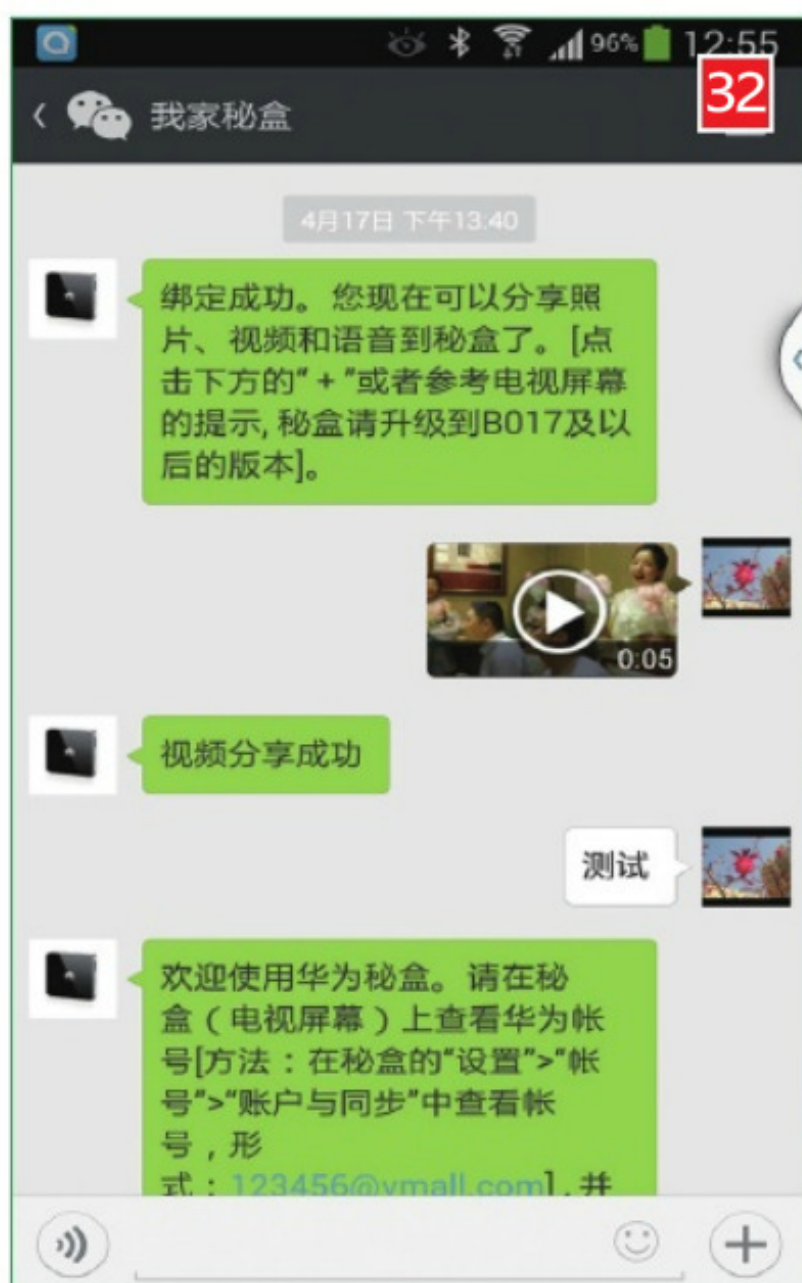 96% 12:55
32
我家秘盒
4月17日 下午13:40
绑定成功。您现在可以分享照
片、视频和语音到秘盒了。[点
击下方的“ + ”或者参考电视屏幕
的提示, 秘盒请升级到B017及以
后的版本]。
0:05
视频分享成功
测试
欢迎使用华为秘盒。请在秘
盒（电视屏幕）上查看华为帐
号[方法：在秘盒的“设置”>“帐
号”>“账户与同步”中查看帐
号，形
式：123456@vmall.com]，并